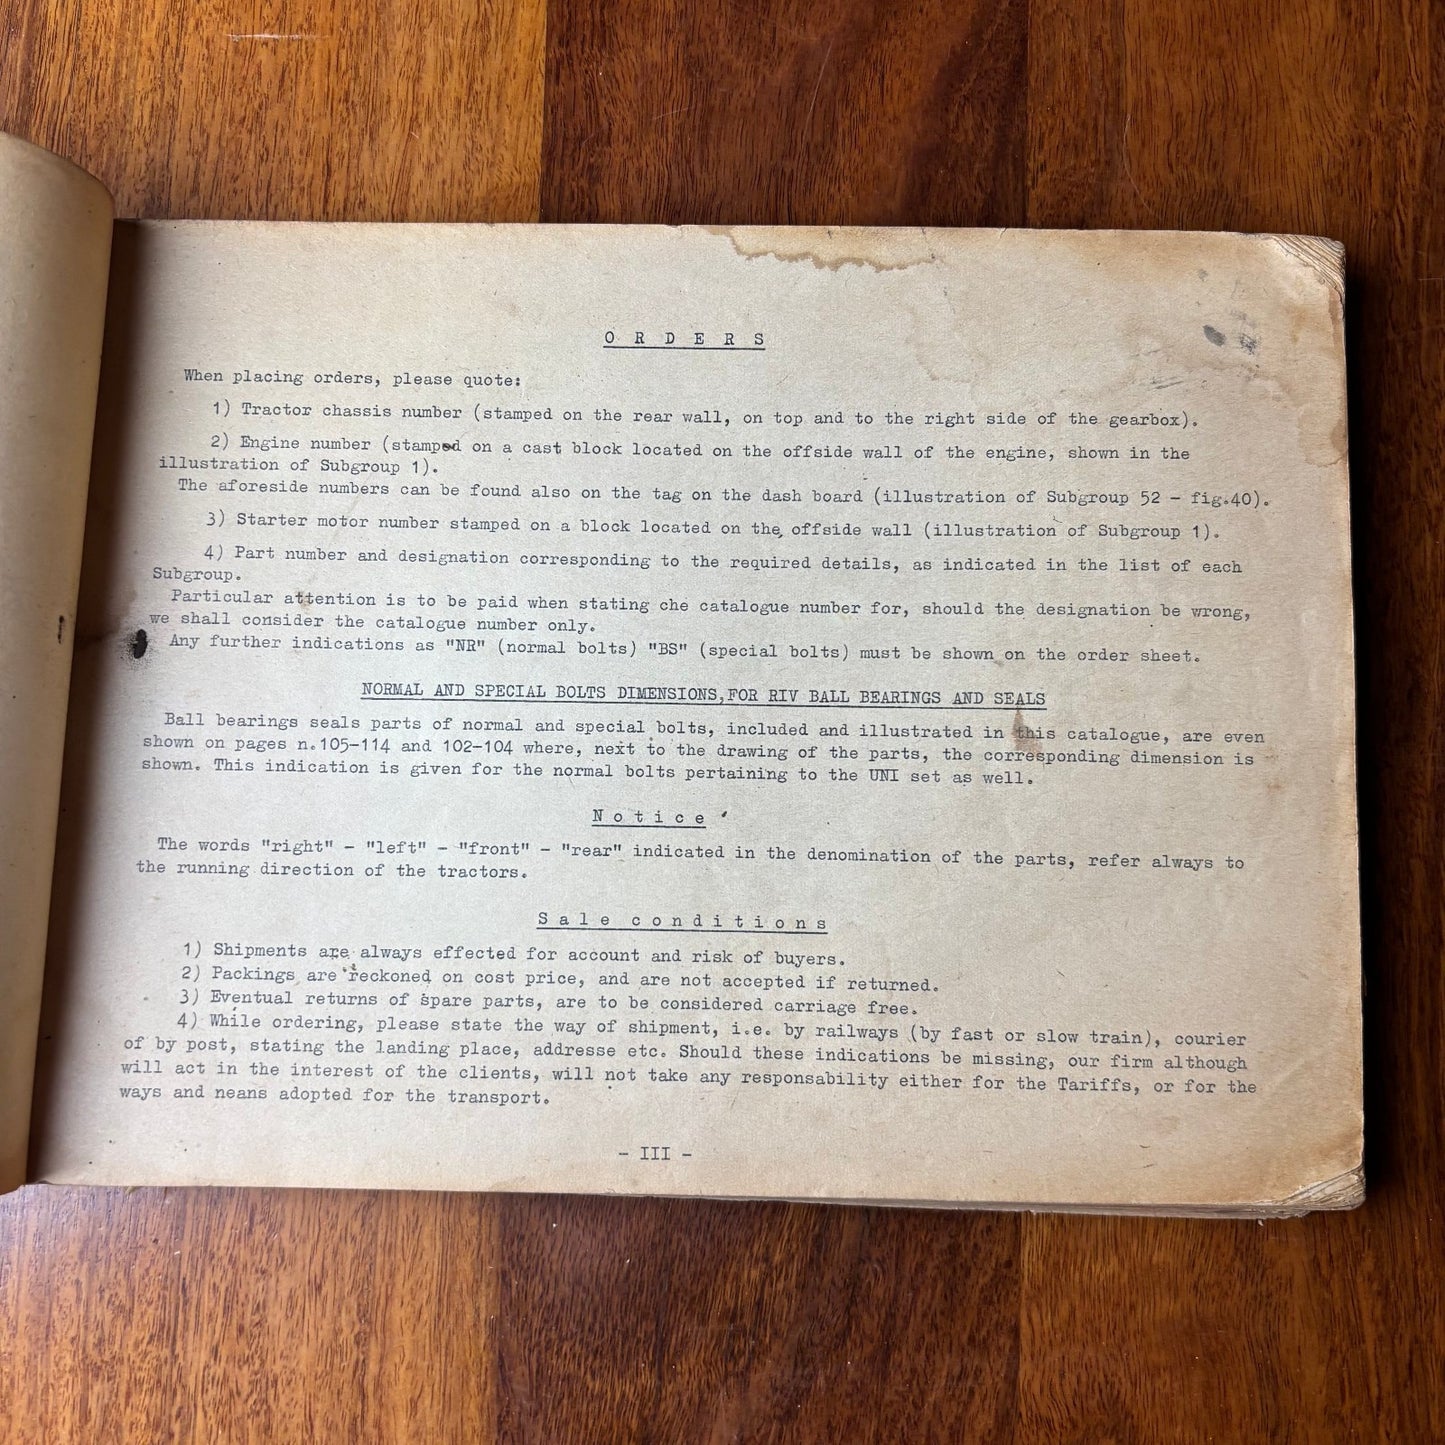 O R D E R S
When placing orders, please quote:
1) Tractor chassis number (stamped on the rear wall, on top and to the right side of the gearbox).
2) Engine number (stamped on a cast block located on the offside wall of the engine, shown in the
illustration of Subgroup 1).
The aforeside numbers can be found also on the tag on the dash board (illustration of Subgroup 52 - fig.40).
3) Starter motor number stamped on a block located on the offside wall (illustration of Subgroup 1).
4) Part number and designation corresponding to the required details, as indicated in the list of each
Subgroup.
Particular attention is to be paid when stating che catalogue number for, should the designation be wrong,
we shall consider the catalogue number only.
Any further indications as "NR" (normal bolts) "BS" (special bolts) must be shown on the order sheet.
NORMAL AND SPECIAL BOLTS DIMENSIONS, FOR RIV BALL BEARINGS AND SEALS
Ball bearings seals parts of normal and special bolts, included and illustrated in this catalogue, are even
shown on pages n.105-114 and 102-104 where, next to the drawing of the parts, the corresponding dimension is
shown. This indication is given for the normal bolts pertaining to the UNI set as well.
N o t i c e
The words "right" - "left" - "front" - "rear" indicated in the denomination of the parts, refer always to
the running direction of the tractors.
S a l e c o n d i t i o n s
1) Shipments are always effected for account and risk of buyers.
2) Packings are reckoned on cost price, and are not accepted if returned.
3) Eventual returns of spare parts, are to be considered carriage free.
4) While ordering, please state the way of shipment, i.e. by railways (by fast or slow train), courier
of by post, stating the landing place, addresse etc. Should these indications be missing, our firm although
will act in the interest of the clients, will not take any responsability either for the Tariffs, or for the
ways and neans adopted for the transport.
- III -